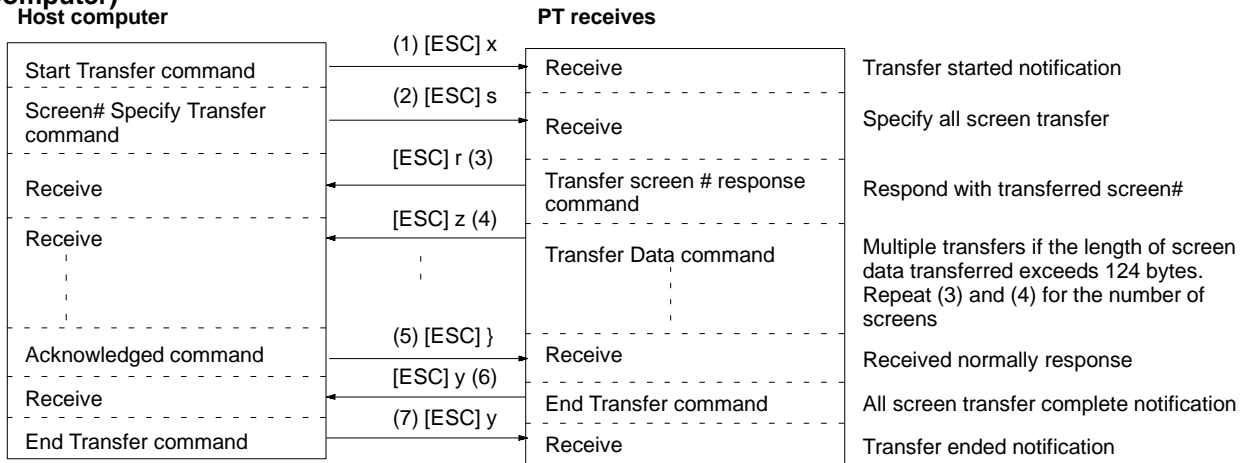 omputer)
Host computer
PT receives
(1) [ESC] x
Start Transfer command
Receive
Transfer started notification
(2) [ESC] s
Screen# Specify Transfer
command
Receive
Specify all screen transfer
[ESC] r (3)
Receive
Transfer screen # response
command
Respond with transferred screen#
[ESC] z (4)
Receive
Transfer Data command
Multiple transfers if the length of screen
data transferred exceeds 124 bytes.
Repeat (3) and (4) for the number of
screens
(5) [ESC] }
Acknowledged command
Receive
Received normally response
[ESC] y (6)
Receive
End Transfer command
All screen transfer complete notification
(7) [ESC] y
End Transfer command
Receive
Transfer ended notification